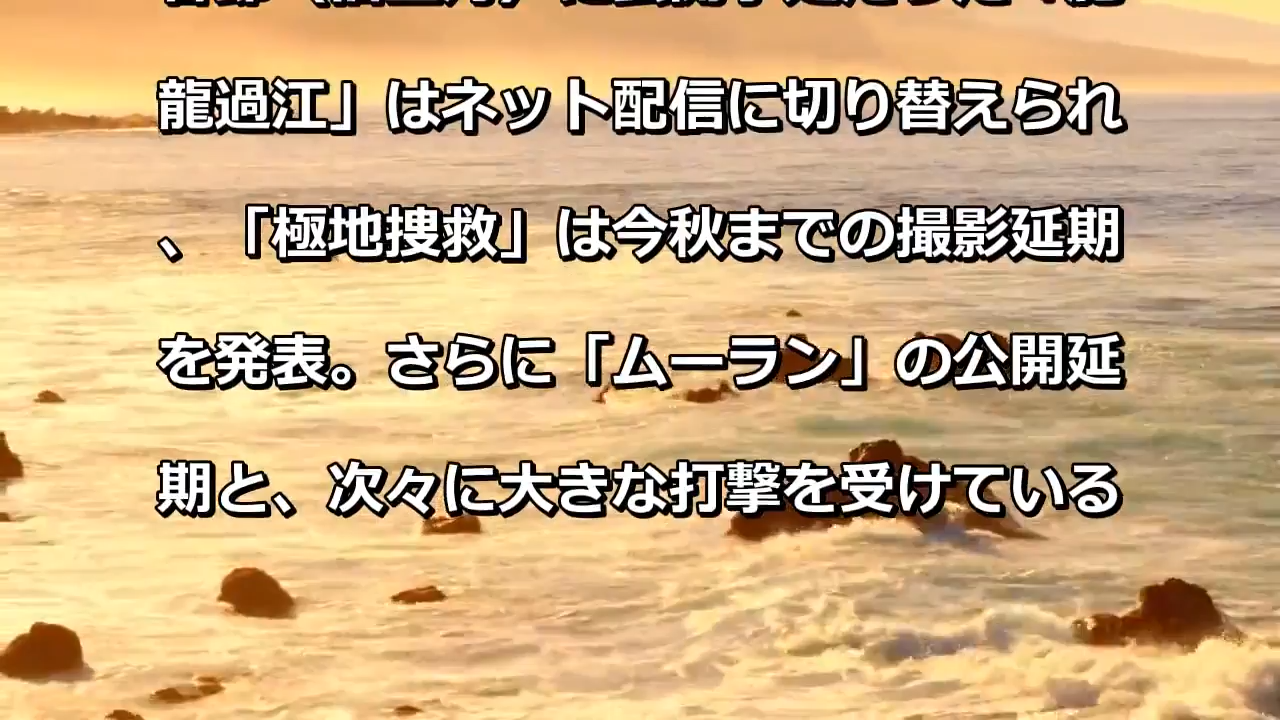 龍過江」はネット配信に切り替えられ
、「極地捜救」は今秋までの撮影延期
を発表。さらに「ムーラン」の公開延
期と、次々に大きな打撃を受けている